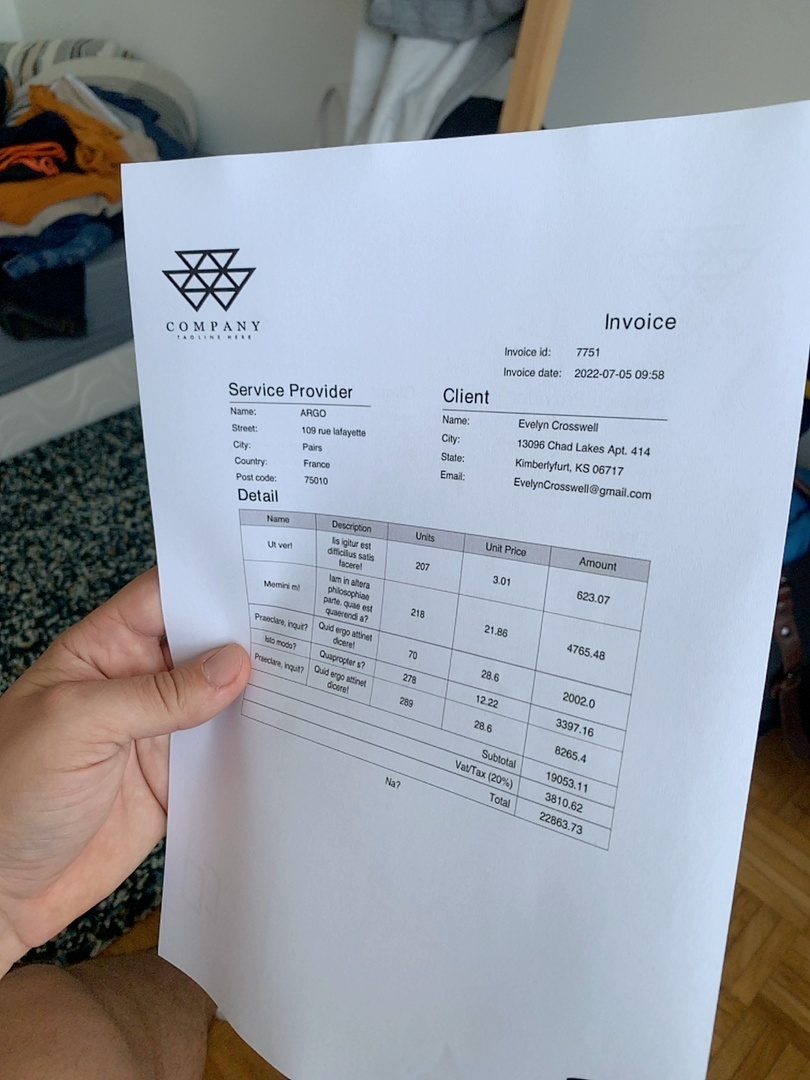 COMPANY
TAGLINE HERE
Invoice
Invoice id: 7751
Invoice date: 2022-07-05 09:58
Service Provider
Name: ARGO
Street: 109 rue lafayette
City: Pairs
Country: France
Post code: 75010
Client
Name: Evelyn Crosswell
City: 13096 Chad Lakes Apt. 414
State: Kimberlyfurt, KS 06717
Email: EvelynCrosswell@gmail.com
Detail
Name Description Units Unit Price Amount
Ut ver! Iis igitur est difficilius satis facere! 207 3.01 623.07
Memini m! Iam in altera philosophiae parte, quae est quaerendi a? 218 21.86 4765.48
Praeclare, inquit? Quid ergo attinet dicere! 70 28.6 2002.0
Isto modo? Quapropter s? 278 12.22 3397.16
Praeclare, inquit? Quid ergo attinet dicere! 289 28.6 8265.4
Subtotal 19053.11
Vat/Tax (20%) 3810.62
Total 22863.73
Na?